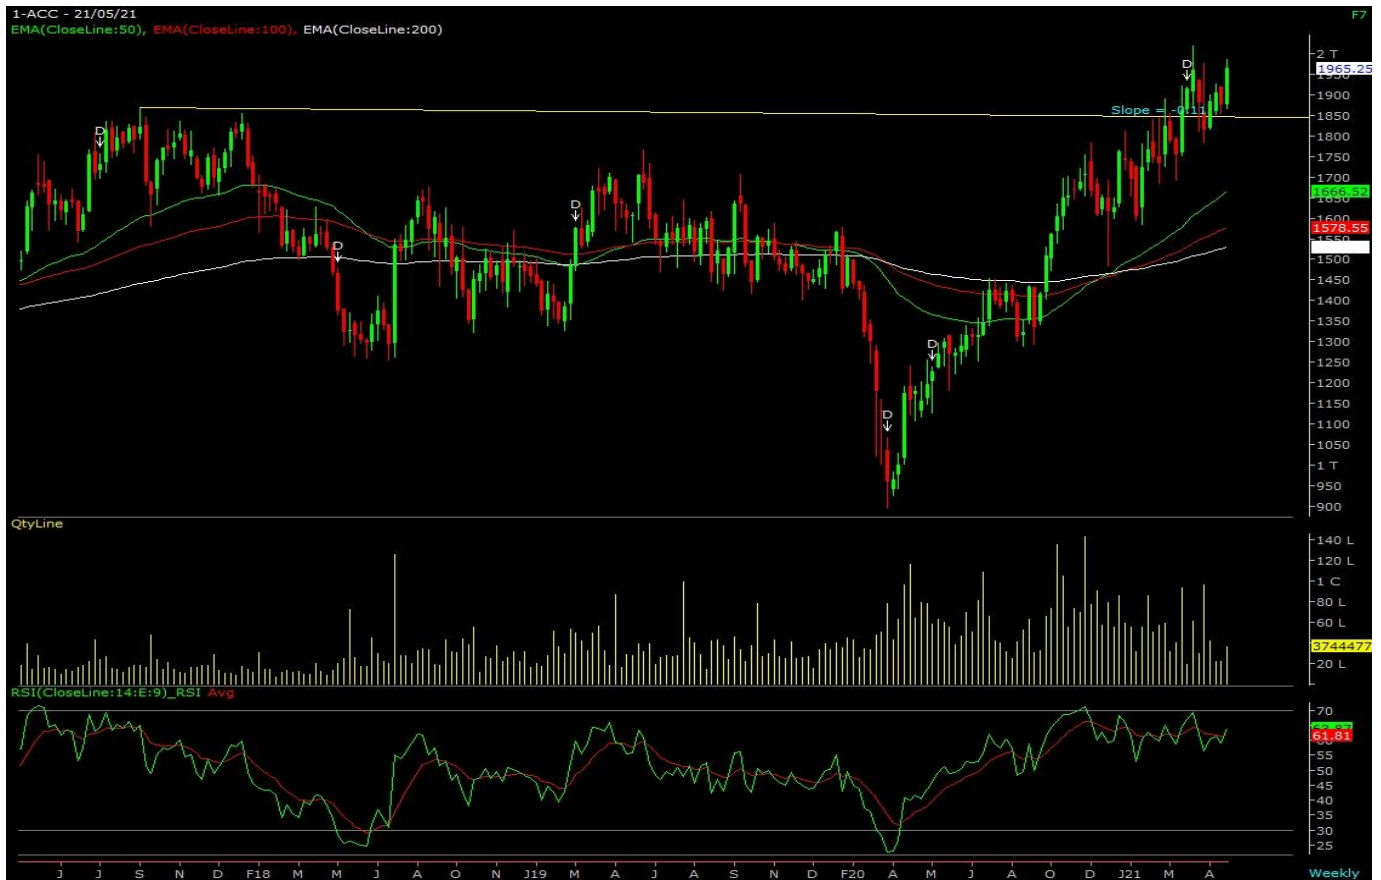 1-ACC - 21/05/21
F7
EMA(CloseLine:50), EMA(CloseLine:100), EMA(CloseLine:200)
2 T
1965.25
1900
1850
1800
1750
1700
1666.52
1600
1578.55
1500
1450
1400
1350
1300
1250
1200
1150
1100
1050
1 T
950
900
D
D
D
D
D
D
Slope = -0.11
QtyLine
140 L
120 L
1 C
80 L
60 L
3744477
20 L
RSI(CloseLine:14:E:9)_RSI Avg
70
61.81
55
50
45
40
35
30
25
J J S N D F18 M M J A O N J19 M A J A S N D F20 A M J A O D J21 M A
Weekly